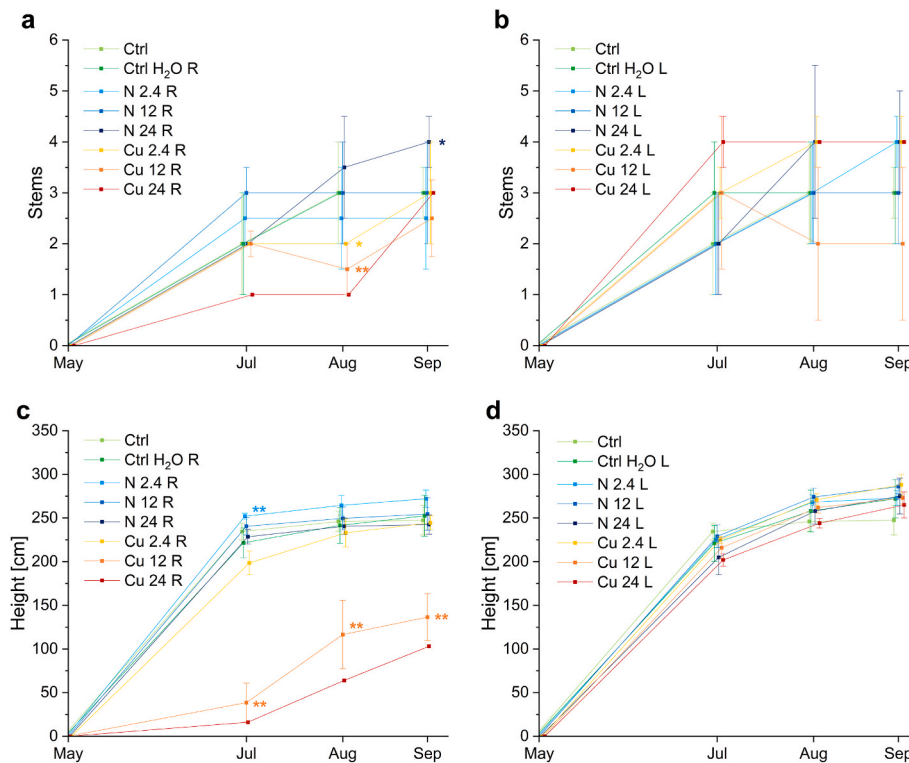 a
6
5
4
3
2
1
0
Stems
May
Jul
Aug
Sep
Ctrl
Ctrl H₂O R
N 2.4 R
N 12 R
N 24 R
Cu 2.4 R
Cu 12 R
Cu 24 R
*
*
**
b
6
5
4
3
2
1
0
Stems
May
Jul
Aug
Sep
Ctrl
Ctrl H₂O L
N 2.4 L
N 12 L
N 24 L
Cu 2.4 L
Cu 12 L
Cu 24 L
c
350
300
250
200
150
100
50
0
Height [cm]
May
Jul
Aug
Sep
Ctrl
Ctrl H₂O R
N 2.4 R
N 12 R
N 24 R
Cu 2.4 R
Cu 12 R
Cu 24 R
**
**
**
**
d
350
300
250
200
150
100
50
0
Height [cm]
May
Jul
Aug
Sep
Ctrl
Ctrl H₂O L
N 2.4 L
N 12 L
N 24 L
Cu 2.4 L
Cu 12 L
Cu 24 L